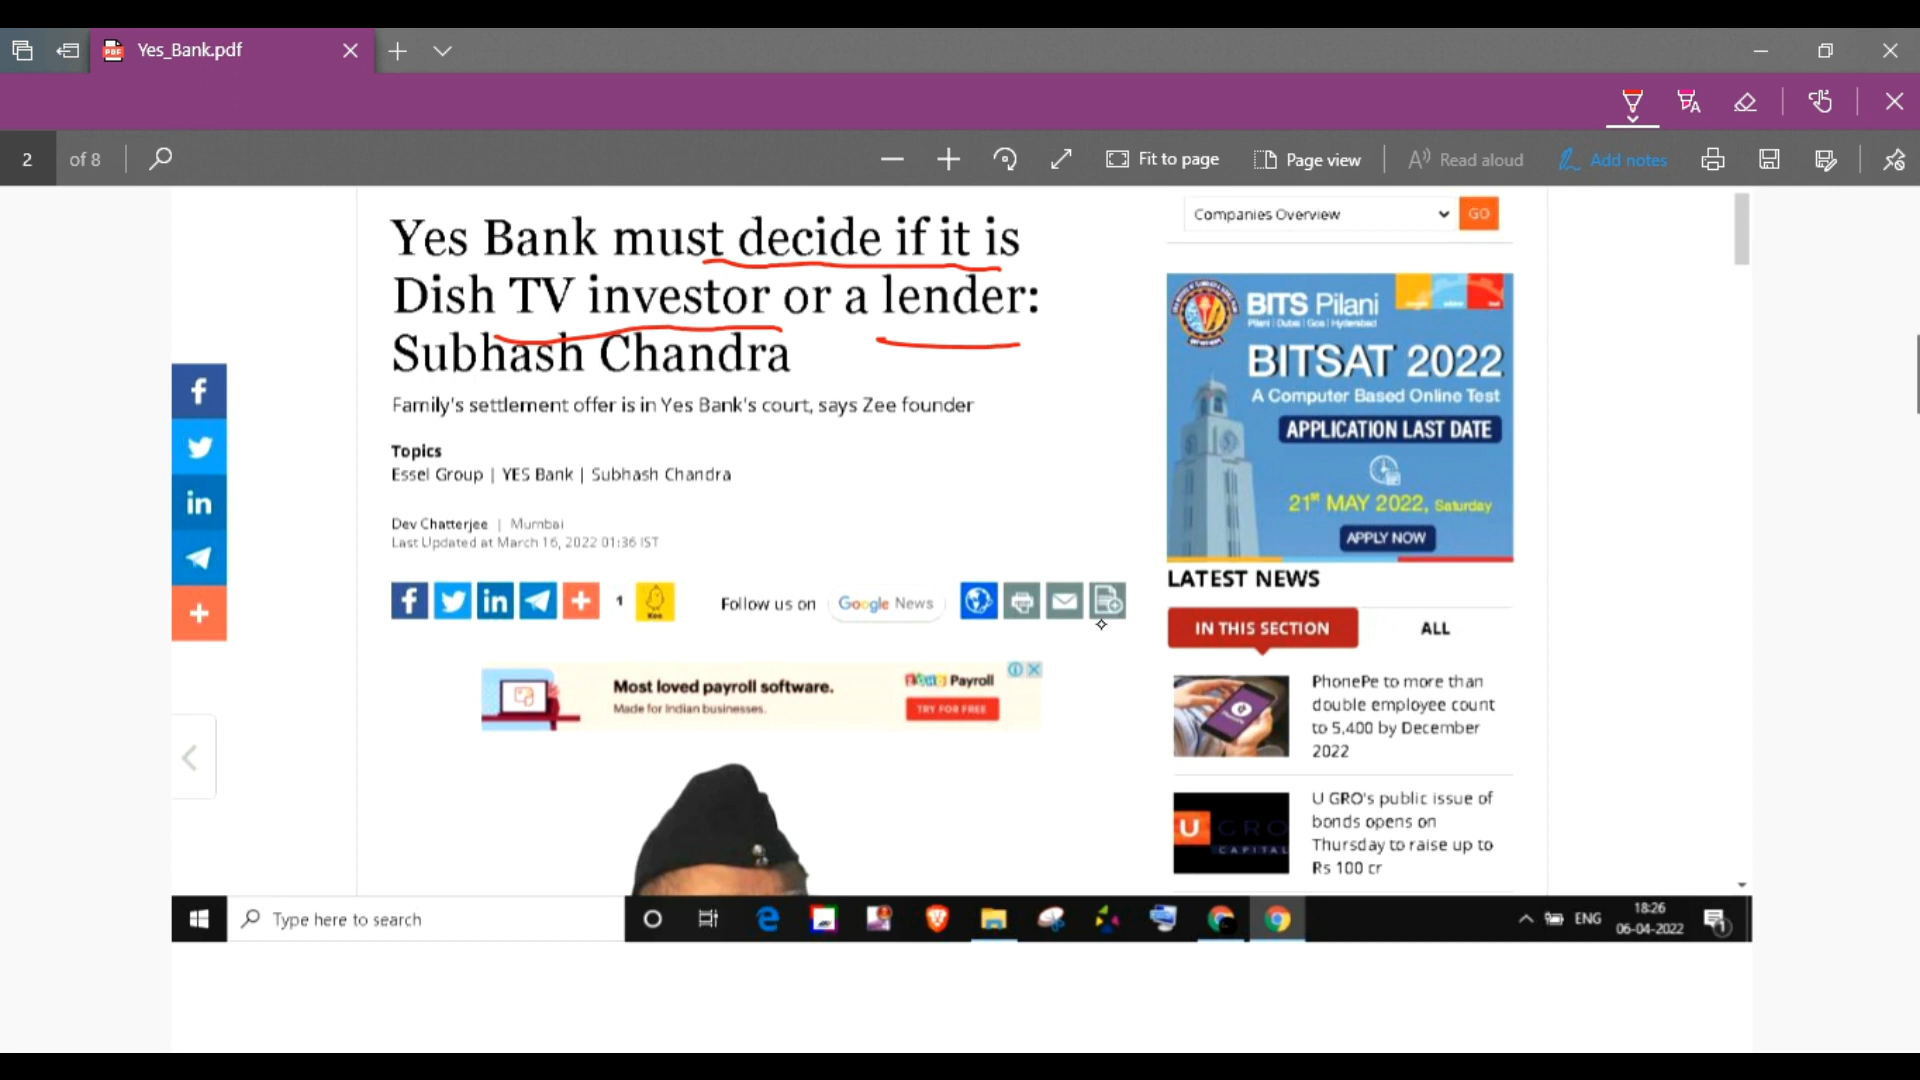 Yes_Bank.pdf
2 of 8
Fit to page
Page view
Read aloud
Add notes
Yes Bank must decide if it is
Dish TV investor or a lender:
Subhash Chandra
Family's settlement offer is in Yes Bank's court, says Zee founder
Topics
Essel Group | YES Bank | Subhash Chandra
Dev Chatterjee | Mumbai
Last Updated at March 16, 2022 01:36 IST
1
Follow us on
Google News
Most loved payroll software.
Made for Indian businesses.
Payroll
TRY FOR FREE
Companies Overview
GO
BITS Pilani
Pilani | Dubai | Goa | Hyderabad
BITSAT 2022
A Computer Based Online Test
APPLICATION LAST DATE
21st MAY 2022, Saturday
APPLY NOW
LATEST NEWS
IN THIS SECTION
ALL
PhonePe to more than
double employee count
to 5,400 by December
2022
U GRO
CAPITAL
U GRO's public issue of
bonds opens on
Thursday to raise up to
Rs 100 cr
Type here to search
ENG
18:26
06-04-2022